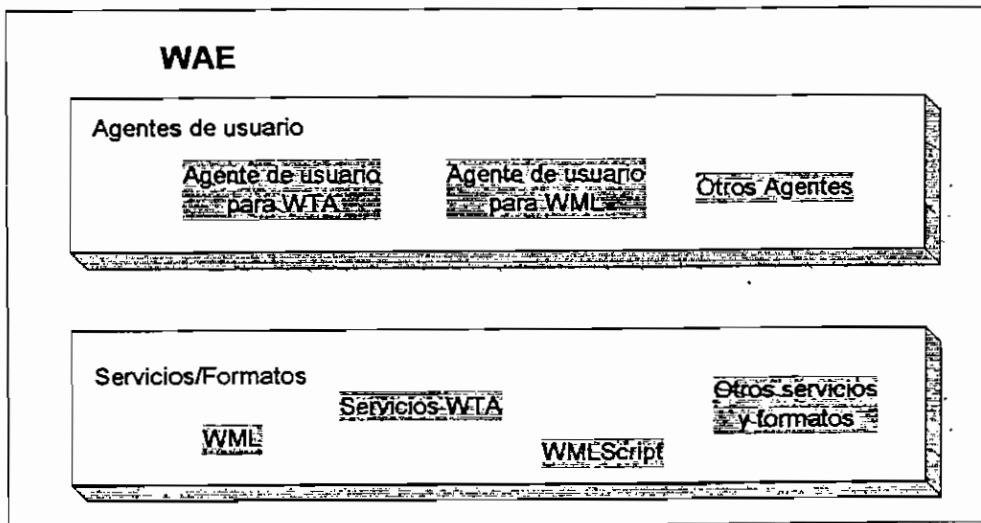 WAE
Agentes de usuario
Agente de usuario
para WTA
Agente de usuario
para WML
Otros Agentes
Servicios/Formatos
Servicios WTA
WML
WMLScript
Otros servicios
y formatos